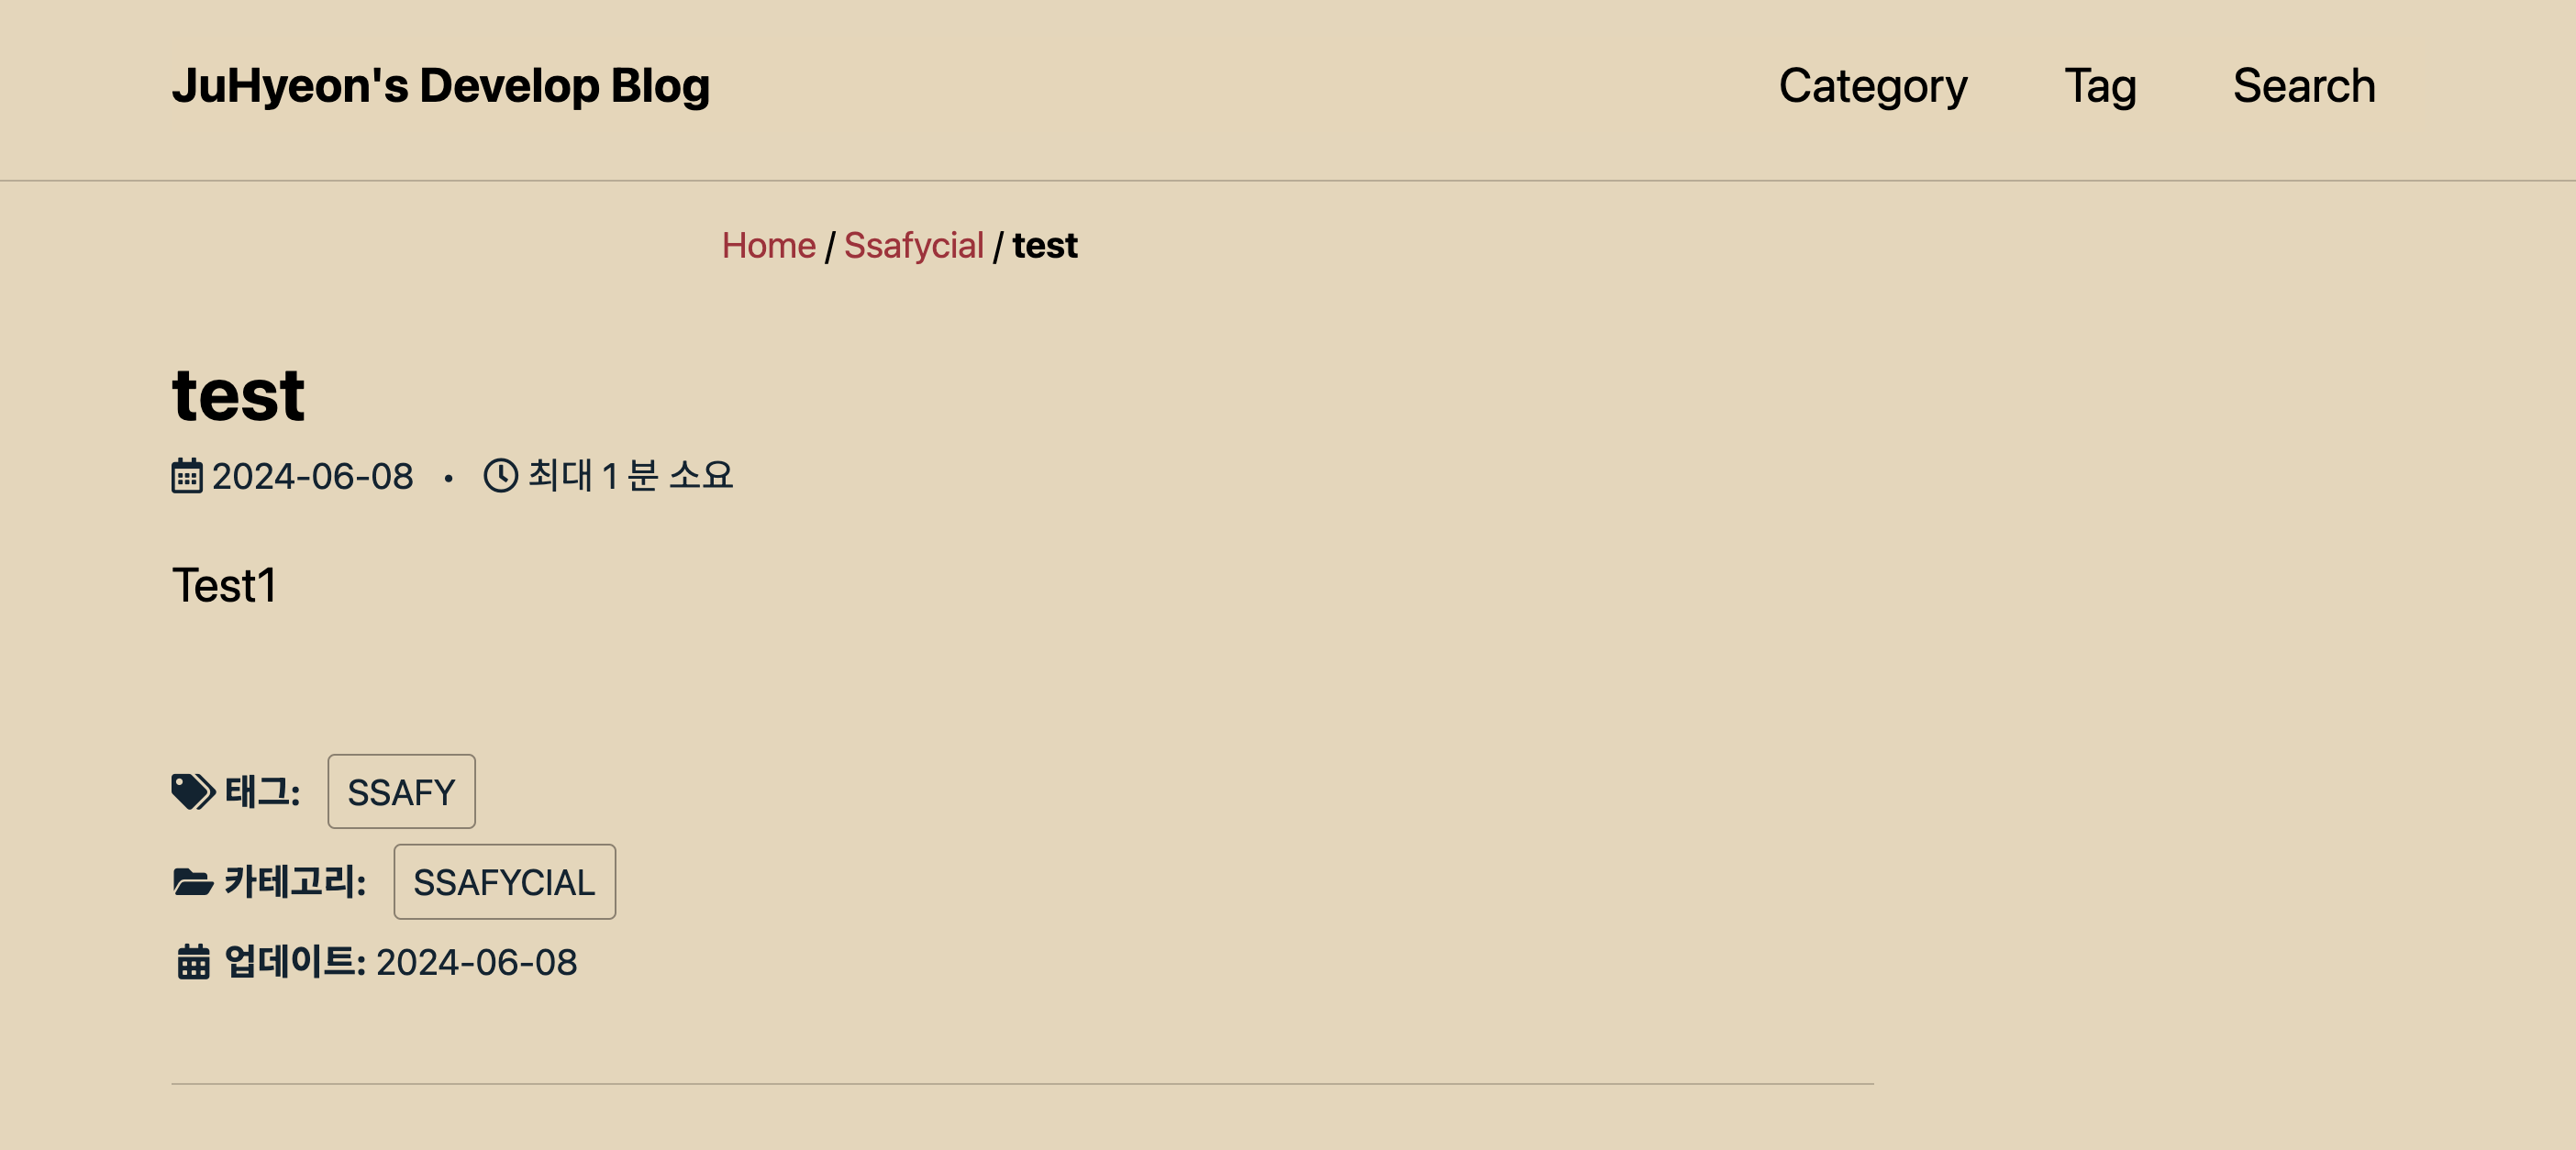 JuHyeon's Develop Blog Category Tag Search
Home / Ssafycial / test
test
2024-06-08 • 최대 1 분 소요
Test1
태그: SSAFY
카테고리: SSAFYCIAL
업데이트: 2024-06-08